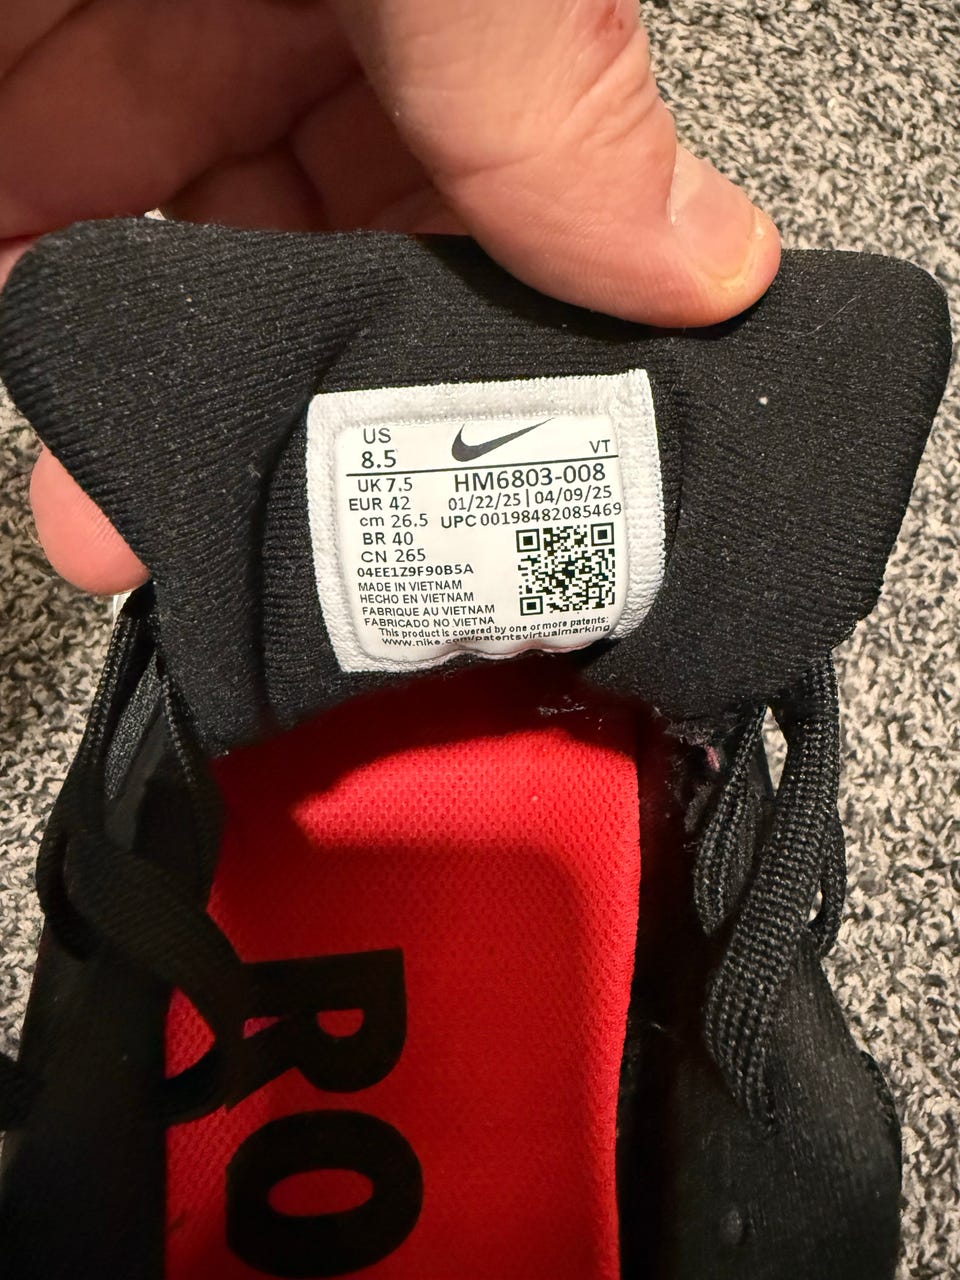 US
8.5
VT
UK 7.5
HM6803-008
EUR 42
01/22/25 | 04/09/25
cm 26.5
UPC 00198482085469
BR 40
CN 265
04EE1Z9F90B5A
MADE IN VIETNAM
HECHO EN VIETNAM
FABRIQUE AU VIETNAM
FABRICADO NO VIETNA
This product is covered by one or more patents:
www.nike.com/patentsvirtualmarking
RO